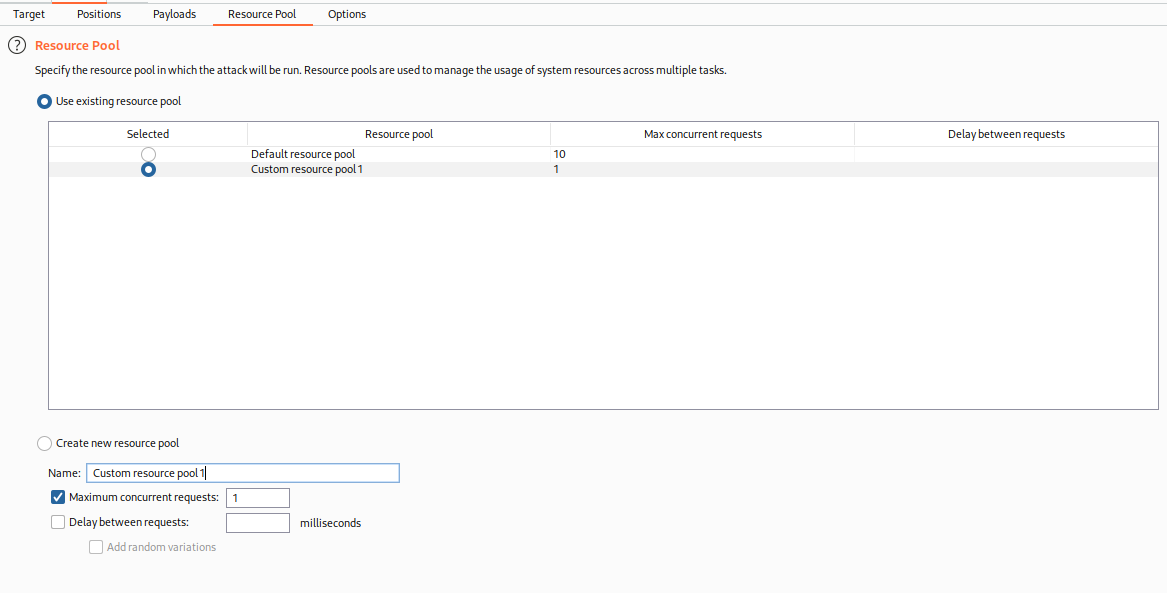 Target Positions Payloads Resource Pool Options
? Resource Pool
Specify the resource pool in which the attack will be run. Resource pools are used to manage the usage of system resources across multiple tasks.
Use existing resource pool
Selected Resource pool Max concurrent requests Delay between requests
Default resource pool 10
Custom resource pool 1 1
Create new resource pool
Name: Custom resource pool 1
Maximum concurrent requests: 1
Delay between requests: milliseconds
Add random variations